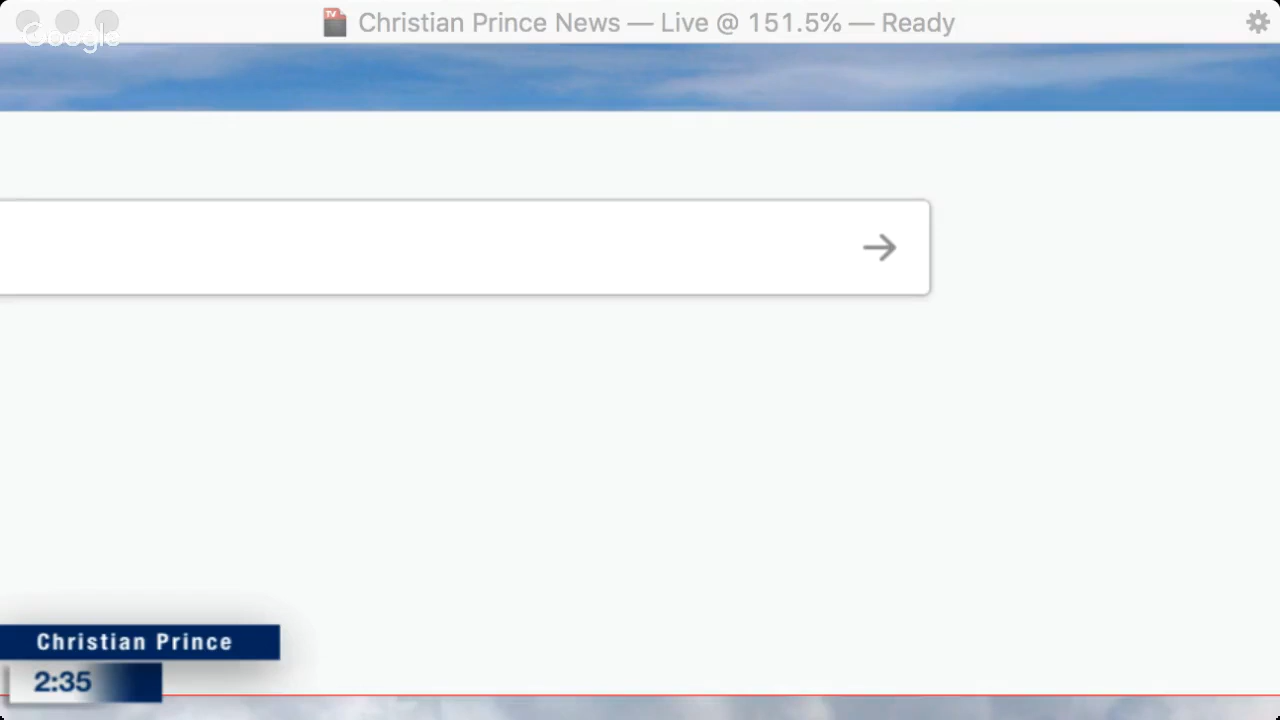 Google
Christian Prince News — Live @ 151.5% — Ready
Christian Prince
2:35